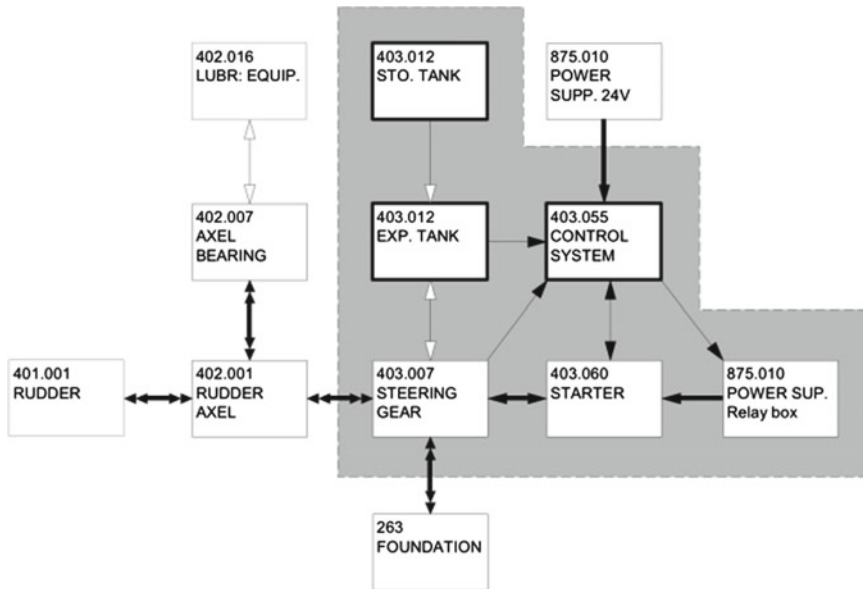 402.016
LUBR: EQUIP.
403.012
STO. TANK
875.010
POWER
SUPP. 24V
402.007
AXEL
BEARING
403.012
EXP. TANK
403.055
CONTROL
SYSTEM
401.001
RUDDER
402.001
RUDDER
AXEL
403.007
STEERING
GEAR
403.060
STARTER
875.010
POWER SUP.
Relay box
263
FOUNDATION